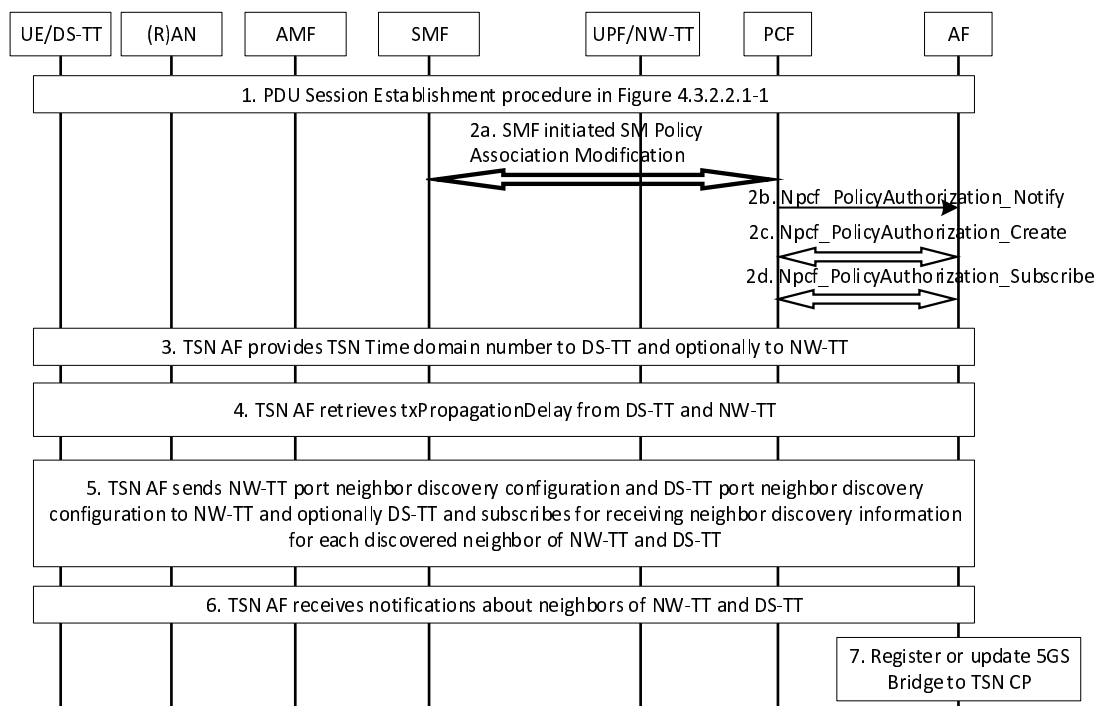 UE/DS-TT
(R)AN
AMF
SMF
UPF/NW-TT
PCF
AF
1. PDU Session Establishment procedure in Figure 4.3.2.2.1-1
2a. SMF initiated SM Policy
Association Modification
2b. Npcf_PolicyAuthorization_Notify
2c. Npcf_PolicyAuthorization_Create
2d. Npcf_PolicyAuthorization_Subscribe
3. TSN AF provides TSN Time domain number to DS-TT and optionally to NW-TT
4. TSN AF retrieves txPropagationDelay from DS-TT and NW-TT
5. TSN AF sends NW-TT port neighbor discovery configuration and DS-TT port neighbor discovery
configuration to NW-TT and optionally DS-TT and subscribes for receiving neighbor discovery information
for each discovered neighbor of NW-TT and DS-TT
6. TSN AF receives notifications about neighbors of NW-TT and DS-TT
7. Register or update 5GS
Bridge to TSN CP